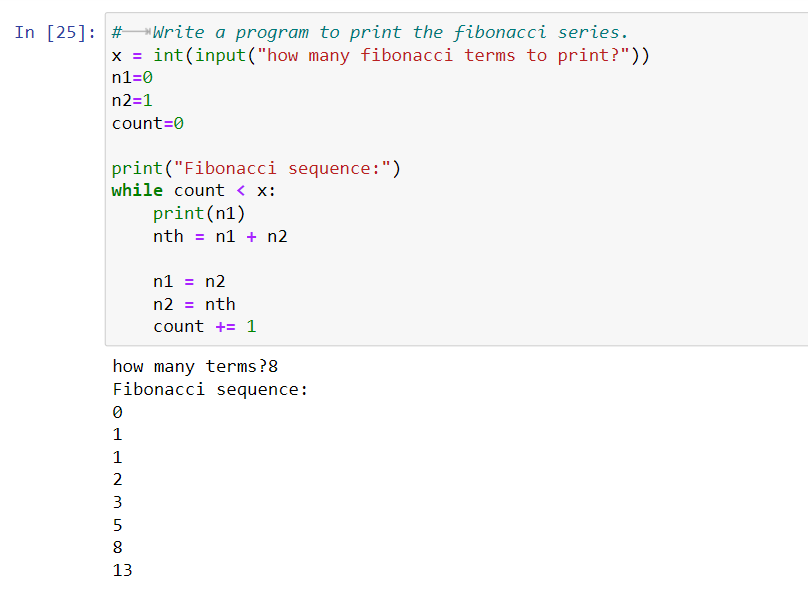 In [25]: # Write a program to print the fibonacci series.
x = int(input("how many fibonacci terms to print?"))
n1=0
n2=1
count=0
print("Fibonacci sequence:")
while count < x:
    print(n1)
    nth = n1 + n2
    n1 = n2
    n2 = nth
    count += 1
how many terms?8
Fibonacci sequence:
0
1
1
2
3
5
8
13